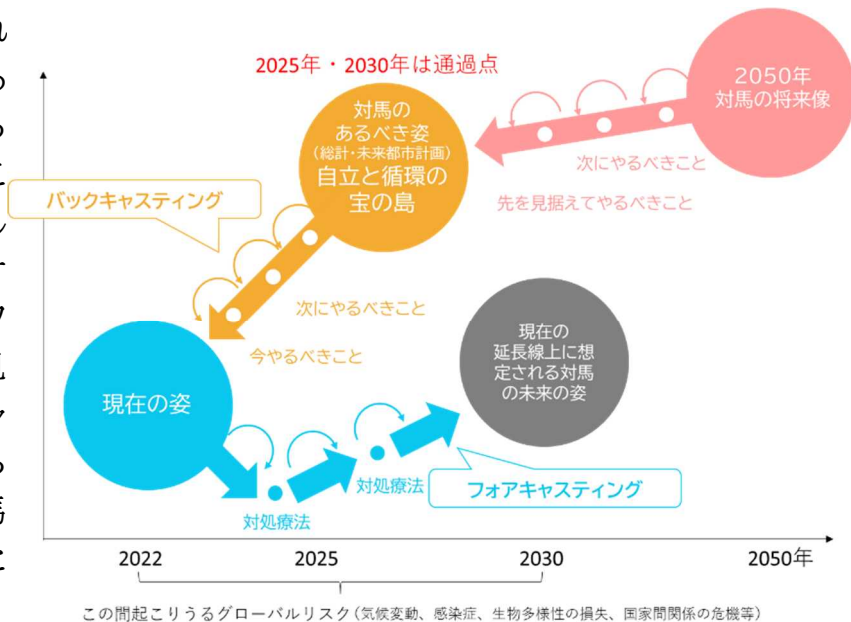 2025年・2030年は通過点
2050年
対馬の将来像
対馬の
あるべき姿
(総計・未来都市計画)
自立と循環の
宝の島
次にやるべきこと
先を見据えてやるべきこと
バックキャスティング
次にやるべきこと
今やるべきこと
現在の姿
現在の
延長線上に想
定される対馬
の未来の姿
対処療法
対処療法
フォアキャスティング
2022
2025
2030
2050年
この間起こりうるグローバルリスク(気候変動、感染症、生物多様性の損失、国家間関係の危機等)